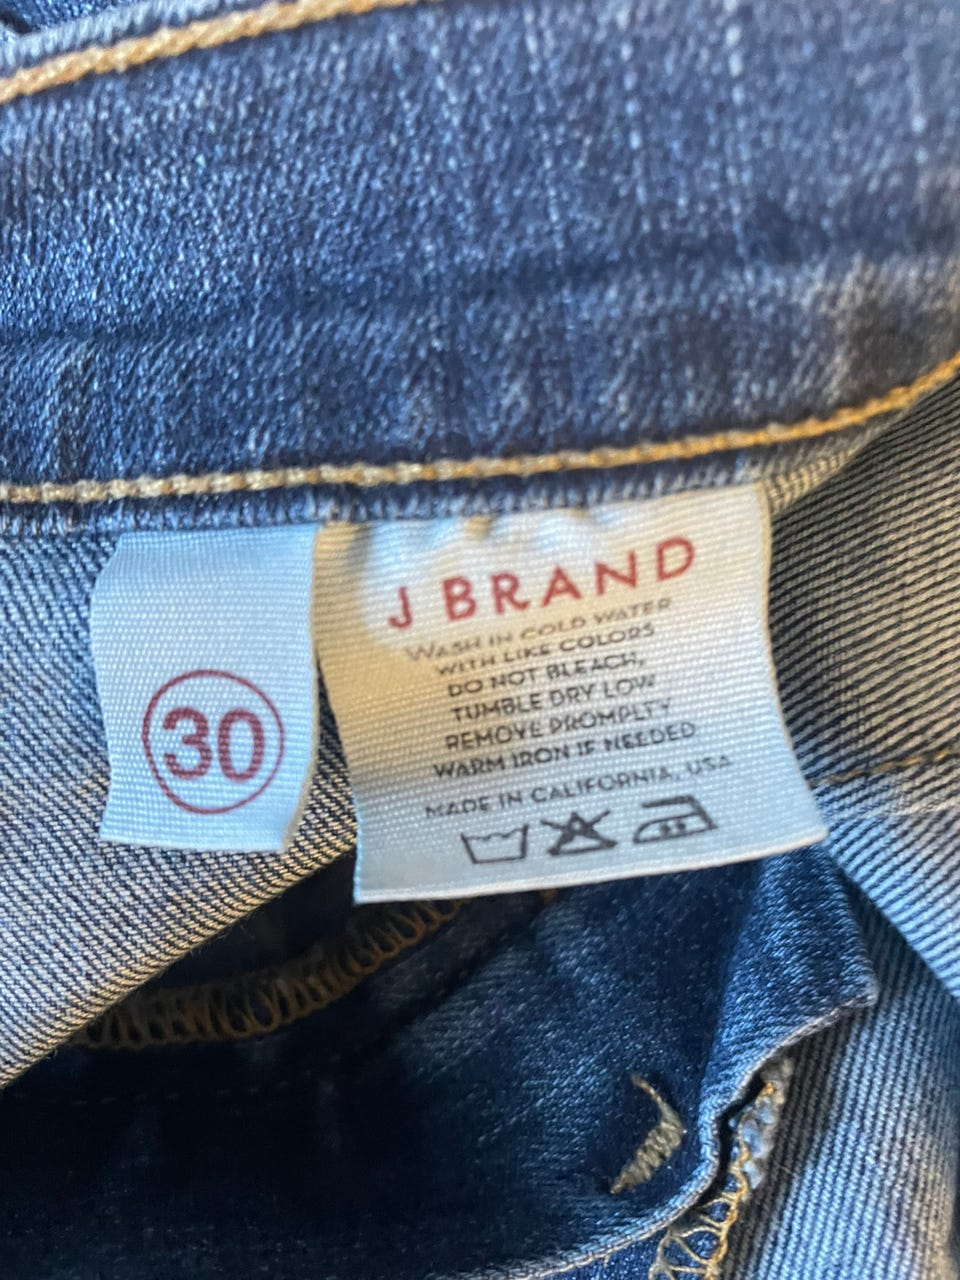 30
J BRAND
WASH IN COLD WATER
WITH LIKE COLORS
DO NOT BLEACH,
TUMBLE DRY LOW
REMOVE PROMPLTY
WARM IRON IF NEEDED
MADE IN CALIFORNIA, USA